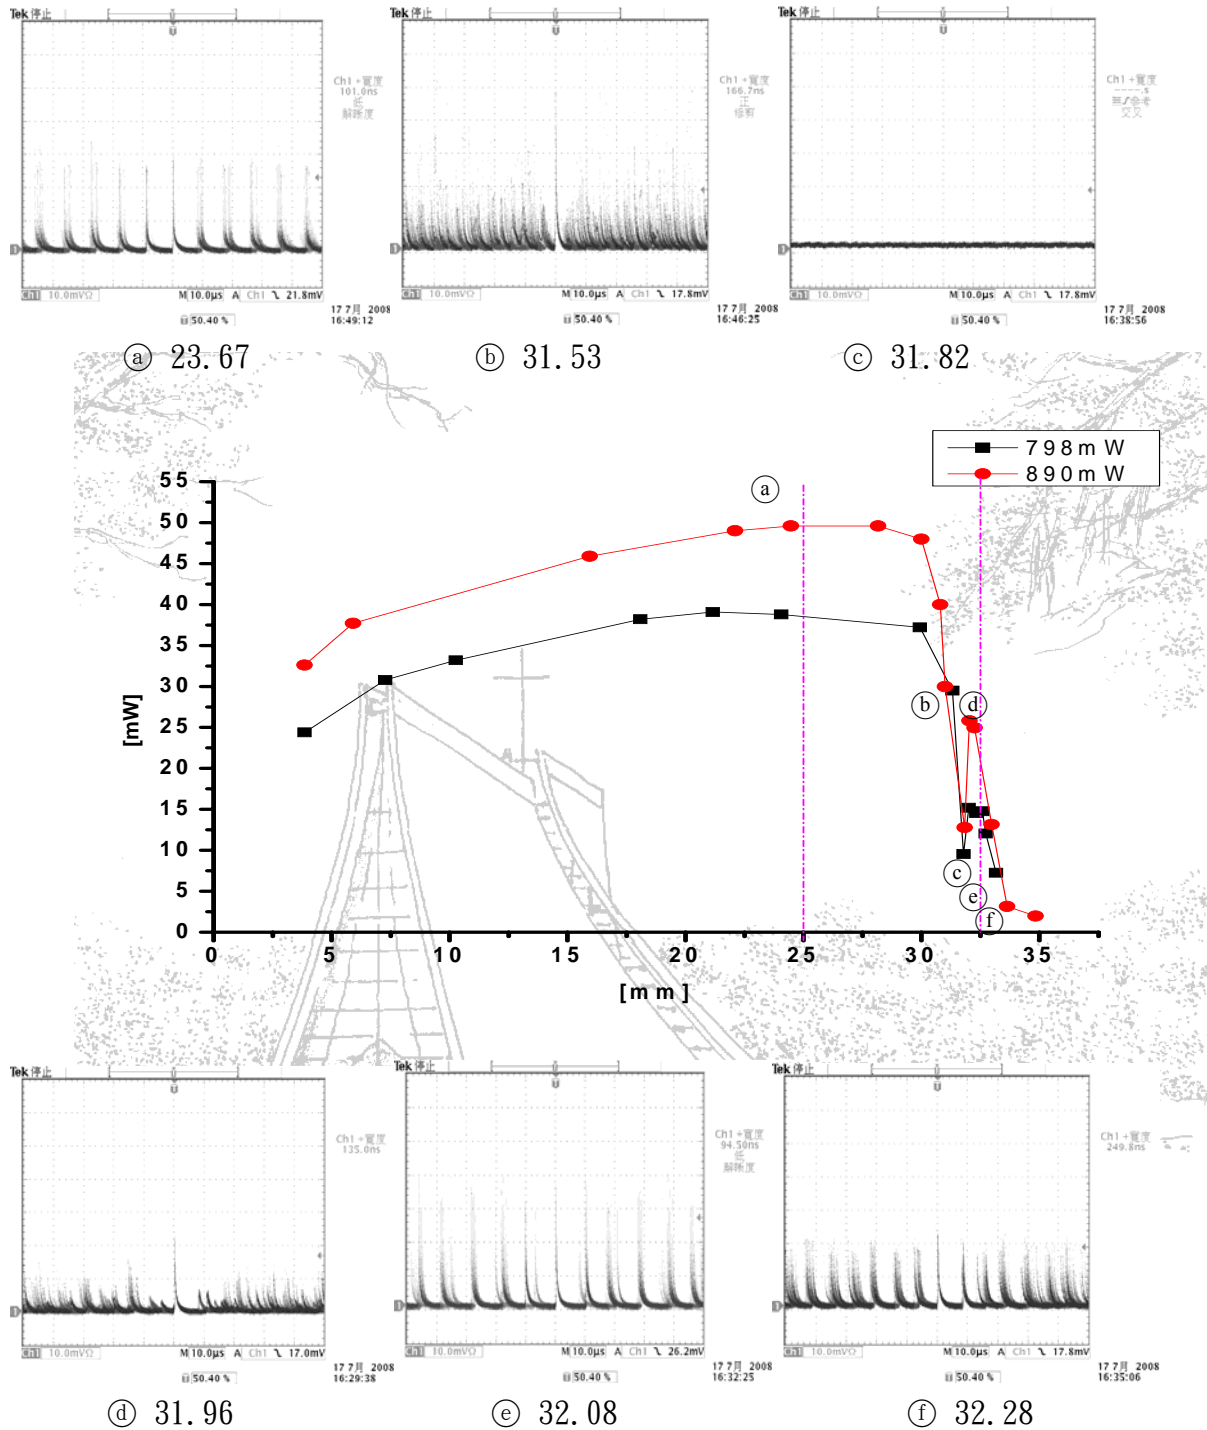 Tek 停止
Ch1 +寬度
101.0ns
低
解晰度
Ch1 10.0mVΩ M 10.0µs A Ch1 21.8mV
50.40 %
17 7月 2008
16:49:12
ⓐ 23.67
Tek 停止
Ch1 +寬度
166.7ns
正
修剪
Ch1 10.0mVΩ M 10.0µs A Ch1 17.8mV
50.40 %
17 7月 2008
16:46:25
ⓑ 31.53
Tek 停止
Ch1 +寬度
交叉
Ch1 10.0mVΩ M 10.0µs A Ch1 17.8mV
50.40 %
17 7月 2008
16:38:56
ⓒ 31.82
798mW
890mW
55
50
45
40
35
30
25
20
15
10
5
0
[mW]
ⓐ
ⓑ
ⓓ
ⓒ
ⓔ
ⓕ
0 5 10 15 20 25 30 35
[mm]
Tek 停止
Ch1 +寬度
135.0ns
Ch1 10.0mVΩ M 10.0µs A Ch1 17.0mV
50.40 %
17 7月 2008
16:29:38
ⓓ 31.96
Tek 停止
Ch1 +寬度
94.50ns
低
解晰度
Ch1 10.0mVΩ M 10.0µs A Ch1 26.2mV
50.40 %
17 7月 2008
16:32:25
ⓔ 32.08
Tek 停止
Ch1 +寬度
249.8ns
Ch1 10.0mVΩ M 10.0µs A Ch1 17.8mV
50.40 %
17 7月 2008
16:35:06
ⓕ 32.28